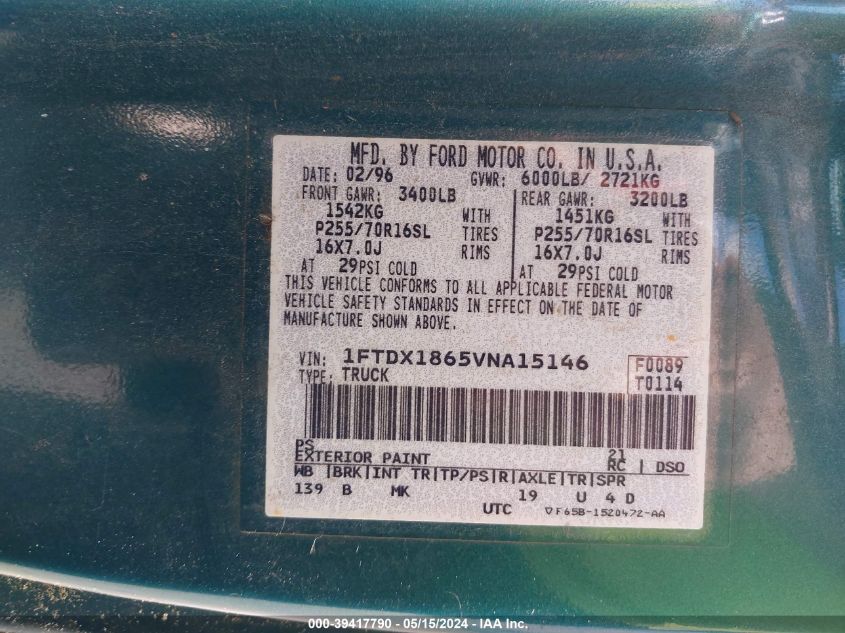 MFD. BY FORD MOTOR CO. IN U.S.A.
DATE: 02/96 GVWR: 6000LB/ 2721KG
FRONT GAWR: 3400LB REAR GAWR: 3200LB
1542KG WITH 1451KG WITH
P255/70R16SL TIRES P255/70R16SL TIRES
16X7.0J RIMS 16X7.0J RIMS
AT 29PSI COLD AT 29PSI COLD
THIS VEHICLE CONFORMS TO ALL APPLICABLE FEDERAL MOTOR
VEHICLE SAFETY STANDARDS IN EFFECT ON THE DATE OF
MANUFACTURE SHOWN ABOVE.
VIN: 1FTDX1865VNA15146 F0089
TYPE: TRUCK T0114
PS 21
EXTERIOR PAINT RC | DSO
WB |BRK|INT TR|TP/PS|R|AXLE|TR|SPR
139 B MK 19 U 4 D
UTC ▽F65B-1520472-AA
000-39417790 - 05/15/2024 - IAA Inc.